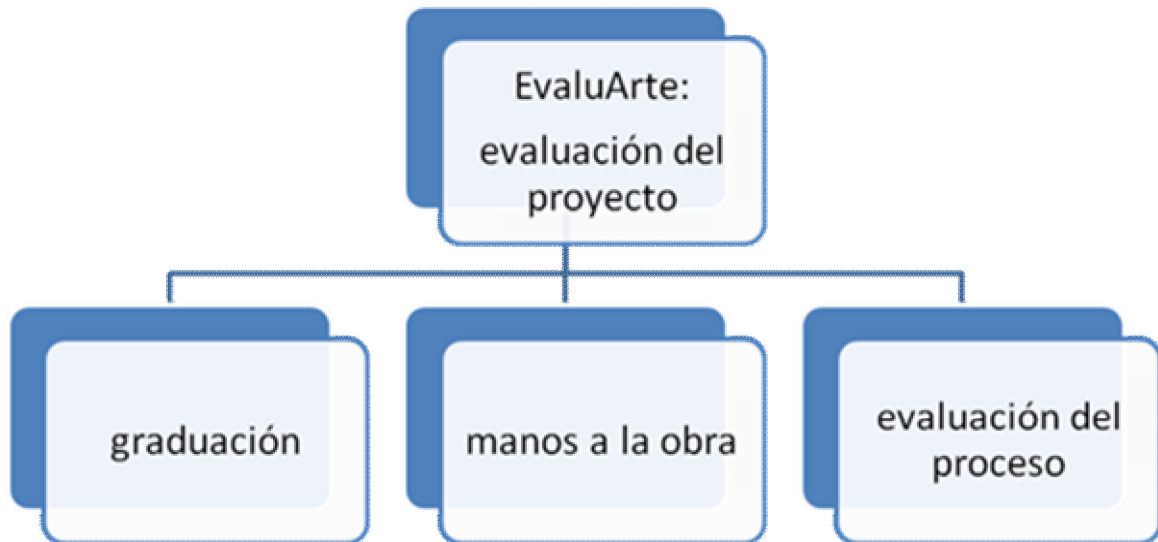 EvaluArte:
evaluación del
proyecto
graduación
manos a la obra
evaluación del
proceso